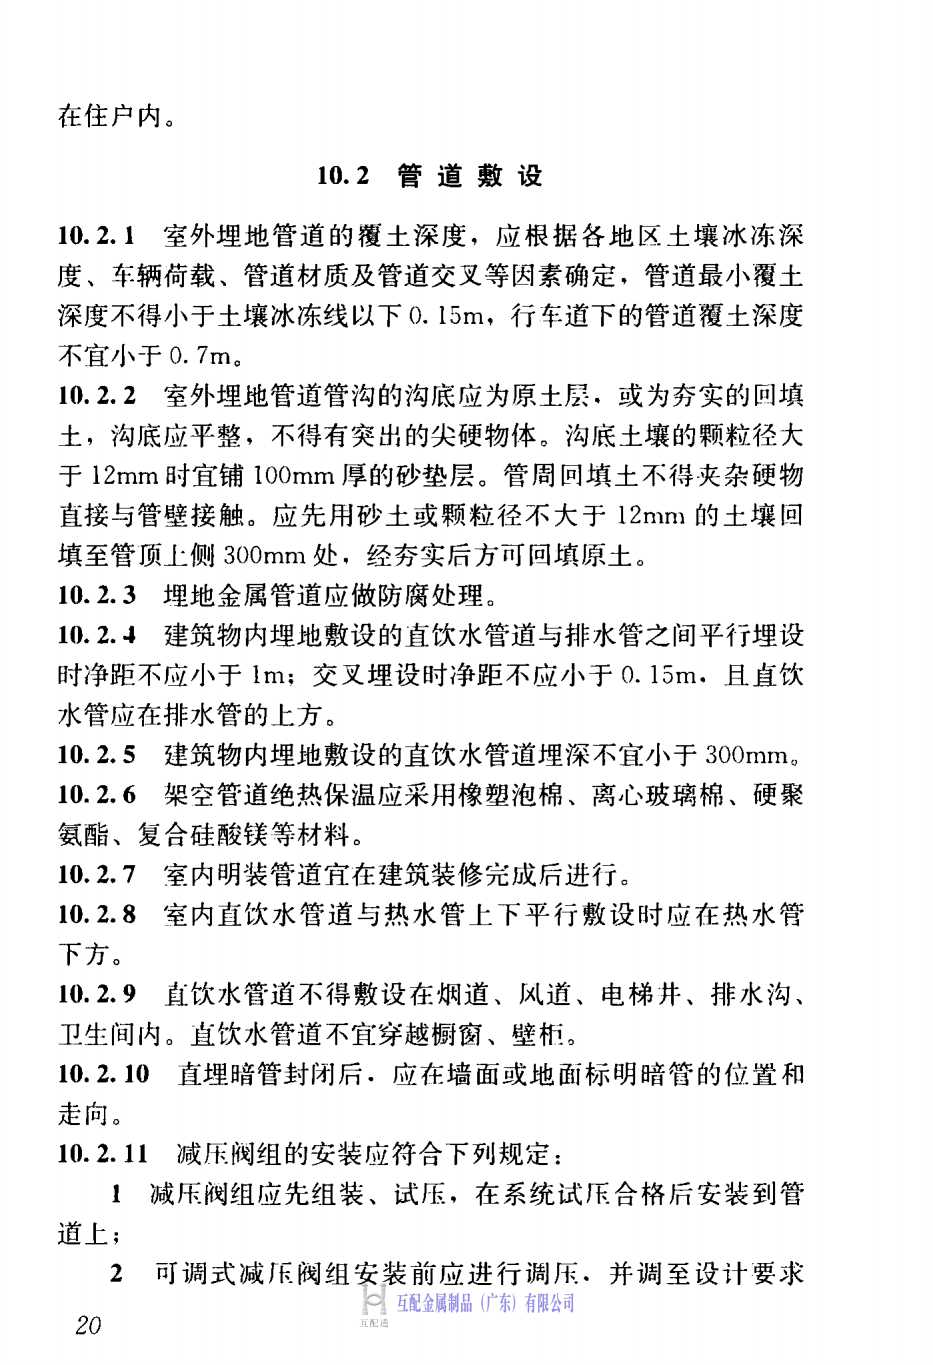 在住户内。
10.2 管道敷设
10.2.1 室外埋地管道的覆土深度，应根据各地区土壤冰冻深
度、车辆荷载、管道材质及管道交叉等因素确定，管道最小覆土
深度不得小于土壤冰冻线以下0.15m，行车道下的管道覆土深度
不宜小于0.7m。
10.2.2 室外埋地管道管沟的沟底应为原土层，或为夯实的回填
土，沟底应平整，不得有突出的尖硬物体。沟底土壤的颗粒径大
于12mm时宜铺100mm厚的砂垫层。管周回填土不得夹杂硬物
直接与管壁接触。应先用砂土或颗粒径不大于12mm的土壤回
填至管顶上侧300mm处，经夯实后方可回填原土。
10.2.3 埋地金属管道应做防腐处理。
10.2.4 建筑物内埋地敷设的直饮水管道与排水管之间平行埋设
时净距不应小于1m；交叉埋设时净距不应小于0.15m，且直饮
水管应在排水管的上方。
10.2.5 建筑物内埋地敷设的直饮水管道埋深不宜小于300mm。
10.2.6 架空管道绝热保温应采用橡塑泡棉、离心玻璃棉、硬聚
氨酯、复合硅酸镁等材料。
10.2.7 室内明装管道宜在建筑装修完成后进行。
10.2.8 室内直饮水管道与热水管上下平行敷设时应在热水管
下方。
10.2.9 直饮水管道不得敷设在烟道、风道、电梯井、排水沟、
卫生间内。直饮水管道不宜穿越橱窗、壁柜。
10.2.10 直埋暗管封闭后，应在墙面或地面标明暗管的位置和
走向。
10.2.11 减压阀组的安装应符合下列规定：
1 减压阀组应先组装、试压，在系统试压合格后安装到管
道上；
2 可调式减压阀组安装前应进行调压，并调至设计要求
互配金属制品（广东）有限公司
互配通
20